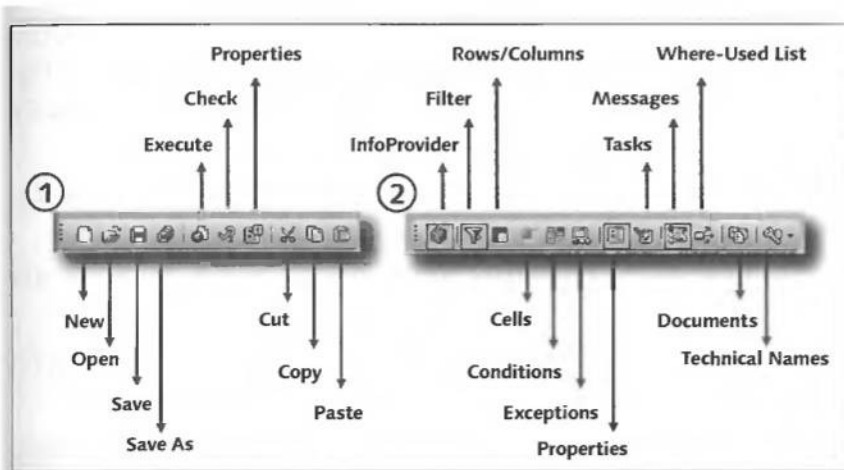 Properties
Rows/Columns
Where-Used List
Check
Filter
Messages
Execute
InfoProvider
Tasks
1
2
New
Cut
Cells
Documents
Open
Copy
Conditions
Technical Names
Save
Paste
Exceptions
Save As
Properties